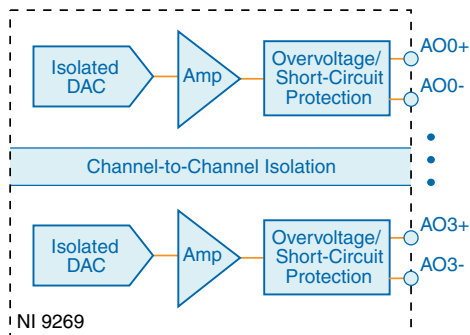 Isolated
DAC
Amp
Overvoltage/
Short-Circuit
Protection
AO0+
AO0-
Channel-to-Channel Isolation
Isolated
DAC
Amp
Overvoltage/
Short-Circuit
Protection
AO3+
AO3-
NI 9269